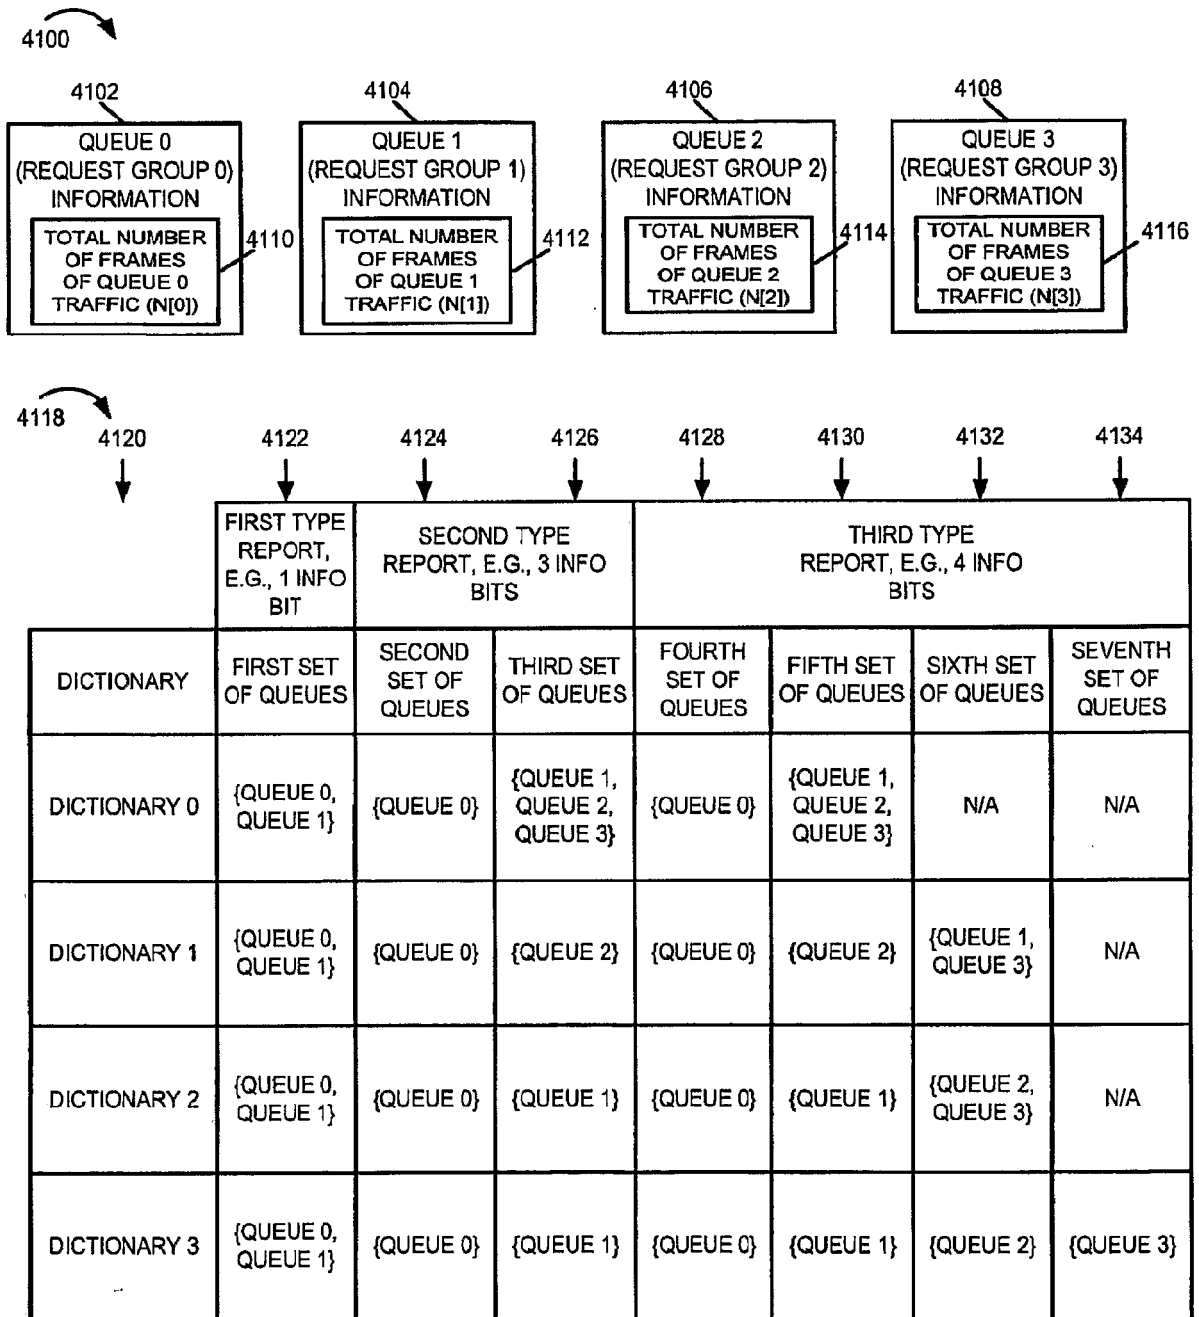 4100
4102
4104
4106
4108
QUEUE 0
(REQUEST GROUP 0)
INFORMATION
TOTAL NUMBER
OF FRAMES
OF QUEUE 0
TRAFFIC (N[0])
4110
QUEUE 1
(REQUEST GROUP 1)
INFORMATION
TOTAL NUMBER
OF FRAMES
OF QUEUE 1
TRAFFIC (N[1])
4112
QUEUE 2
(REQUEST GROUP 2)
INFORMATION
TOTAL NUMBER
OF FRAMES
OF QUEUE 2
TRAFFIC (N[2])
4114
QUEUE 3
(REQUEST GROUP 3)
INFORMATION
TOTAL NUMBER
OF FRAMES
OF QUEUE 3
TRAFFIC (N[3])
4116
4118
4120
4122
4124
4126
4128
4130
4132
4134
FIRST TYPE
REPORT,
E.G., 1 INFO
BIT
SECOND TYPE
REPORT, E.G., 3 INFO
BITS
THIRD TYPE
REPORT, E.G., 4 INFO
BITS
DICTIONARY
FIRST SET
OF QUEUES
SECOND
SET OF
QUEUES
THIRD SET
OF QUEUES
FOURTH
SET OF
QUEUES
FIFTH SET
OF QUEUES
SIXTH SET
OF QUEUES
SEVENTH
SET OF
QUEUES
DICTIONARY 0
{QUEUE 0,
QUEUE 1}
{QUEUE 0}
{QUEUE 1,
QUEUE 2,
QUEUE 3}
{QUEUE 0}
{QUEUE 1,
QUEUE 2,
QUEUE 3}
N/A
N/A
DICTIONARY 1
{QUEUE 0,
QUEUE 1}
{QUEUE 0}
{QUEUE 2}
{QUEUE 0}
{QUEUE 2}
{QUEUE 1,
QUEUE 3}
N/A
DICTIONARY 2
{QUEUE 0,
QUEUE 1}
{QUEUE 0}
{QUEUE 1}
{QUEUE 0}
{QUEUE 1}
{QUEUE 2,
QUEUE 3}
N/A
DICTIONARY 3
{QUEUE 0,
QUEUE 1}
{QUEUE 0}
{QUEUE 1}
{QUEUE 0}
{QUEUE 1}
{QUEUE 2}
{QUEUE 3}